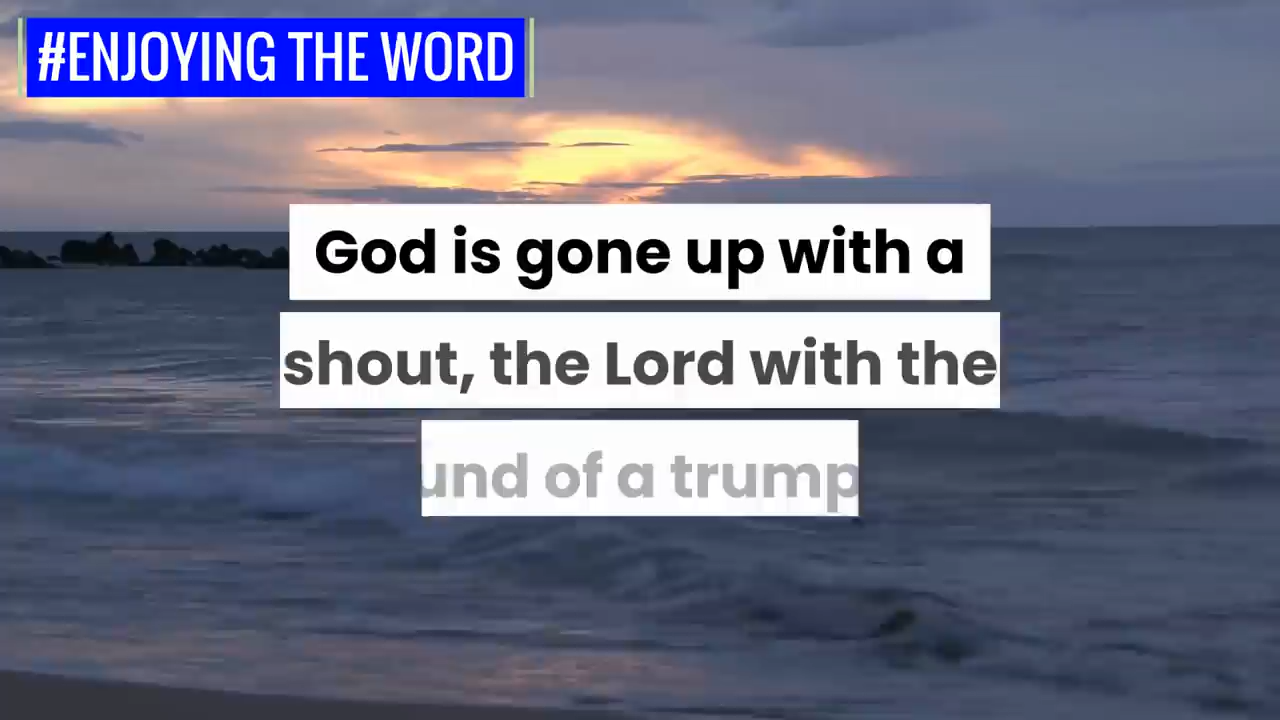 #ENJOYING THE WORD
God is gone up with a
shout, the Lord with the
und of a trump